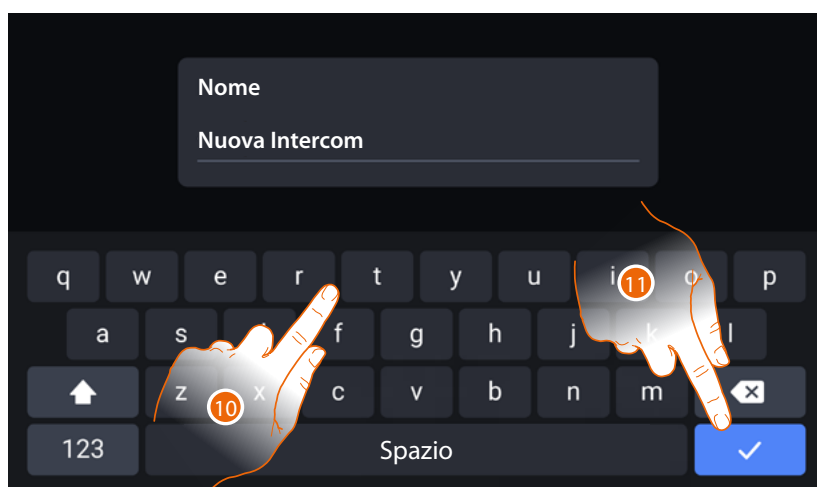 Nome
Nuova Intercom
q w e r t y u i o p
11
a s f g h j k l
z x c v b n m
10
123 Spazio